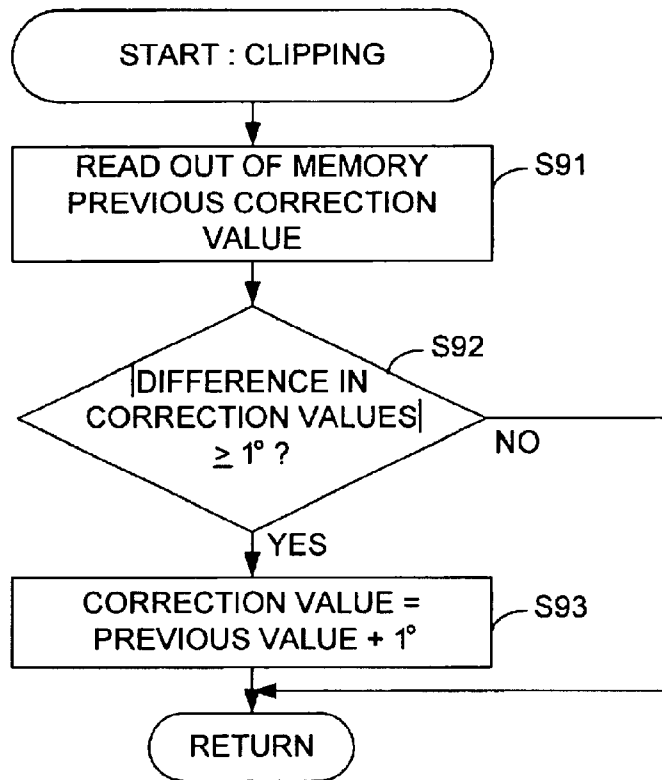 START : CLIPPING
READ OUT OF MEMORY
PREVIOUS CORRECTION
VALUE
S91
S92
|DIFFERENCE IN
CORRECTION VALUES|
≥ 1° ?
NO
YES
CORRECTION VALUE =
PREVIOUS VALUE + 1°
S93
RETURN